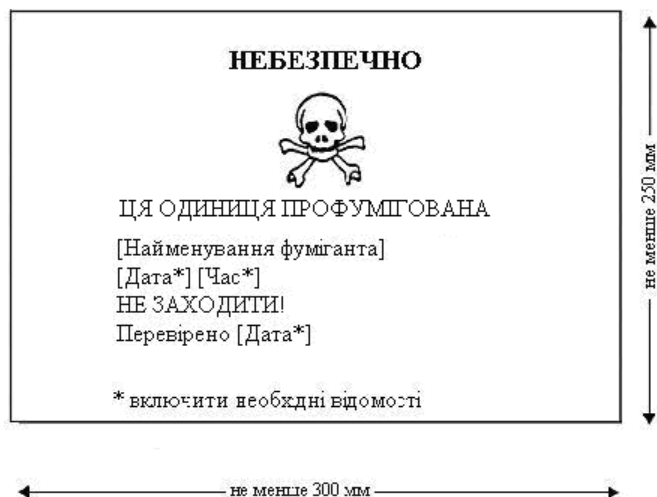 НЕБЕЗПЕЧНО
ЦЯ ОДИНИЦЯ ПРОФУМІГОВАНА
[Найменування фуміганта]
[Дата*] [Час*]
НЕ ЗАХОДИТИ!
Перевірено [Дата*]
* включити необхдні відомості
не менше 250 мм
не менше 300 мм